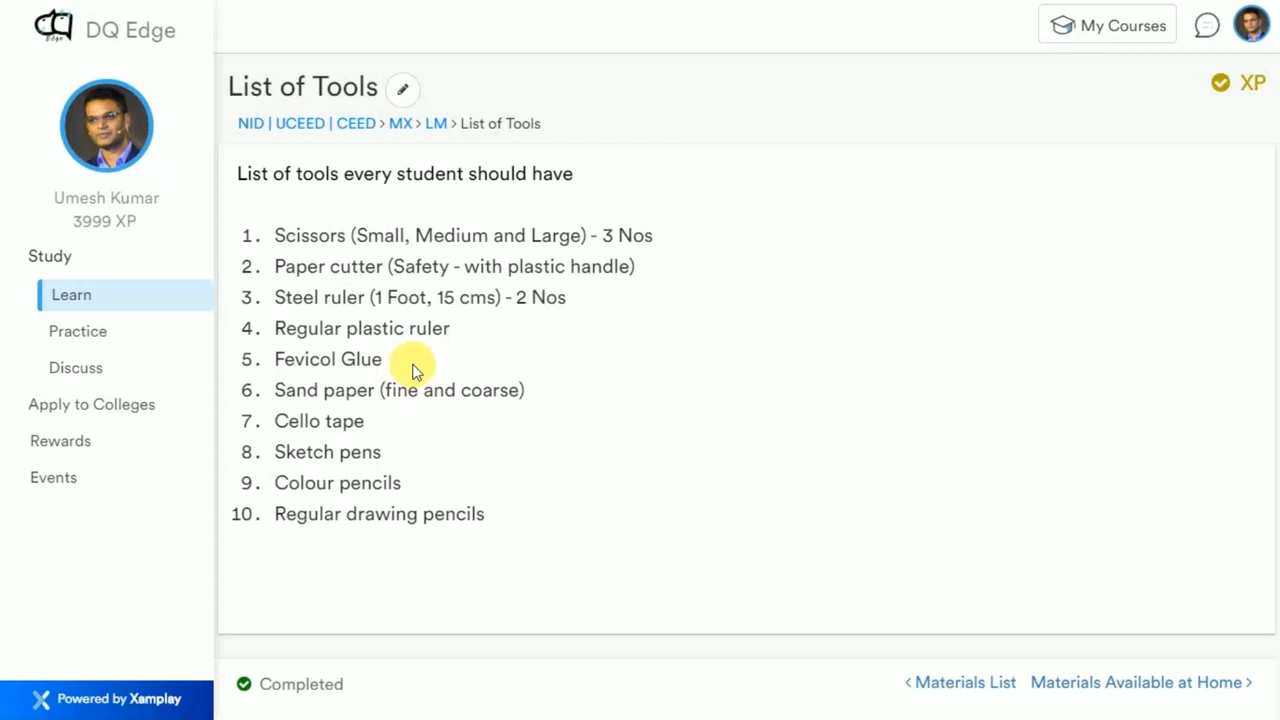 DQ Edge
My Courses
Umesh Kumar
3999 XP
Study
Learn
Practice
Discuss
Apply to Colleges
Rewards
Events
Powered by Xamplay
List of Tools
XP
NID | UCEED | CEED > MX > LM > List of Tools
List of tools every student should have
1. Scissors (Small, Medium and Large) - 3 Nos
2. Paper cutter (Safety - with plastic handle)
3. Steel ruler (1 Foot, 15 cms) - 2 Nos
4. Regular plastic ruler
5. Fevicol Glue
6. Sand paper (fine and coarse)
7. Cello tape
8. Sketch pens
9. Colour pencils
10. Regular drawing pencils
Completed
< Materials List Materials Available at Home >